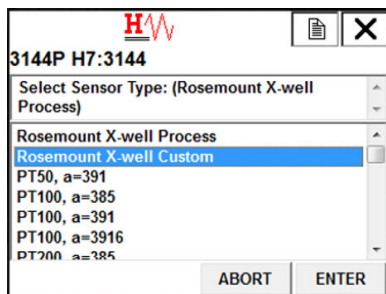 H
3144P H7:3144
Select Sensor Type: (Rosemount X-well
Process)
Rosemount X-well Process
Rosemount X-well Custom
PT50, a=391
PT100, a=385
PT100, a=391
PT100, a=3916
PT200, a=385
ABORT ENTER